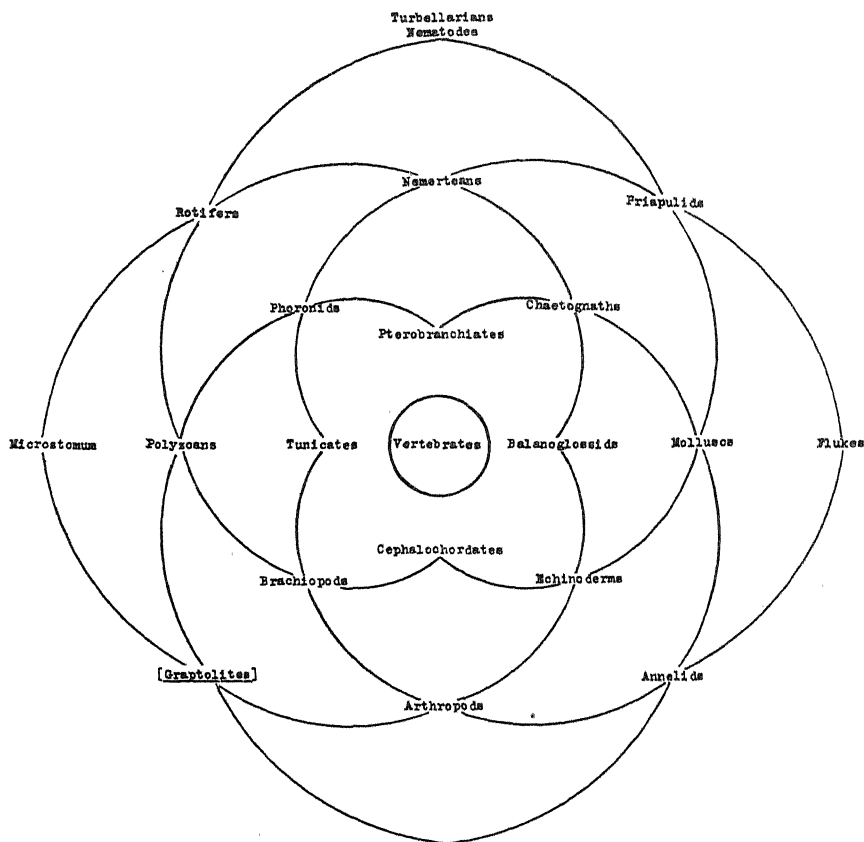 Turbellarians
Nematodes
Nemerteans
Rotifers
Priapulids
Phoronids
Chaetognaths
Pterobranchiates
Microstomum
Polyzoans
Tunicates
Vertebrates
Balanoglossids
Molluscs
Flukes
Cephalochordates
Brachiopods
Echinoderms
[Graptolites]
Annelids
Arthropods